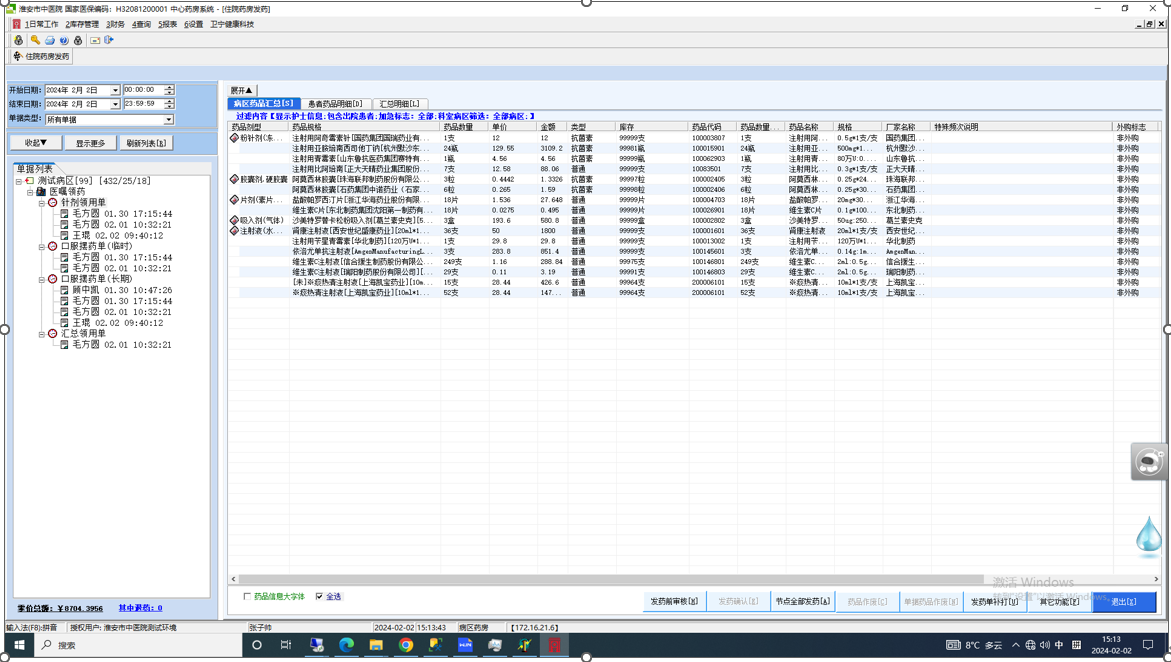 淮安市中医院 国家医保编码: H32081200001 中心药房系统 - [住院药房发药]
1日常工作 2库存管理 3财务 4查询 5报表 6设置 卫宁健康科技
住院药房发药
开始日期: 2024年 2月 2日 00:00:00
结束日期: 2024年 2月 2日 23:59:59
单据类型: 所有单据
收起▼ 显示更多 刷新列表[R]
单据列表
测试病区[99] [432/25/18]
医嘱领药
针剂领用单
毛方圆 01.30 17:15:44
毛方圆 02.01 10:32:21
王琨 02.02 09:40:12
口服摆药单(临时)
毛方圆 01.30 17:15:44
毛方圆 02.01 10:32:21
口服摆药单(长期)
顾中凯 01.30 10:47:26
毛方圆 01.30 17:15:44
毛方圆 02.01 10:32:21
王琨 02.02 09:40:12
汇总领用单
毛方圆 02.01 10:32:21
零价总额: ¥8704.3956 其中退药: 0
展开▲
病区药品汇总[S] 患者药品明细[D] 汇总明细[L]
过滤内容【显示护士信息;包含出院患者;加急标志: 全部;科室病区筛选: 全部病区;】
药品剂型 药品规格 药品数量 单价 金额 类型 库存 药品代码 药品数量... 药品名称 规格 厂家名称 特殊频次说明 外购标志
粉针剂(冻... 注射用阿奇霉素针[国药集团国瑞药业有... 1支 12 12 抗菌素 99999支 100003807 1支 注射用阿... 0.5g*1支/支 国药集团... 非外购
注射用亚胺培南西司他丁钠[杭州默沙东... 24瓶 129.55 3109.2 抗菌素 99981瓶 100015901 24瓶 注射用亚... 500mg*1... 杭州默沙... 非外购
注射用青霉素[山东鲁抗医药集团赛特有... 1瓶 4.56 4.56 抗菌素 99999瓶 100062903 1瓶 注射用青... 80万U:0... 山东鲁抗... 非外购
注射用比阿培南[正大天晴药业集团股份... 7支 12.58 88.06 普通 99999支 10083501 7支 注射用比... 0.3g*1支/支 正大天晴... 非外购
胶囊剂,硬胶囊 阿莫西林胶囊[珠海联邦制药股份有限公... 3粒 0.4442 1.3326 抗菌素 99997粒 100002405 3粒 阿莫西林... 0.25g*24... 珠海联邦... 非外购
阿莫西林胶囊[石药集团中诺药业(石家... 6粒 0.265 1.59 抗菌素 99998粒 100002406 6粒 阿莫西林... 0.25g*30... 石药集团... 非外购
片剂(素片... 盐酸帕罗西汀片[浙江华海药业股份有限... 18片 1.536 27.648 普通 99999片 100004703 18片 盐酸帕罗... 20mg*30... 浙江华海... 非外购
维生素C片[东北制药集团沈阳第一制药有... 18片 0.0275 0.495 普通 99999片 100026901 18片 维生素C片 0.1g*100... 东北制药... 非外购
吸入剂(气体) 沙美特罗替卡松粉吸入剂[葛兰素史克][5... 3盒 193.6 580.8 普通 99999盒 100002802 3盒 沙美特罗... 50ug:250... 葛兰素史克 非外购
注射液(水... 肾康注射液[西安世纪盛康药业][20ml*1... 36支 50 1800 普通 99999支 100001601 36支 肾康注射液 20ml*1支/支 西安世纪... 非外购
注射用苄星青霉素[华北制药][120万U*1... 1支 29.8 29.8 普通 99999支 100013002 1支 注射用苄... 120万U*1... 华北制药 非外购
依洛尤单抗注射液[AmgenManufacturingL... 3支 283.8 851.4 普通 99999支 100145601 3支 依洛尤单... 0.14g:1m... AmgenMan... 非外购
维生素C注射液[信合援生制药股份有限公... 249支 1.16 288.84 普通 99975支 100146801 249支 维生素C... 2ml:0.5g... 信合援生... 非外购
维生素C注射液[瑞阳制药股份有限公司][... 29支 0.11 3.19 普通 99991支 100146803 29支 维生素C... 2ml:0.5g... 瑞阳制药... 非外购
[未]※痰热清注射液[上海凯宝药业][10m... 15支 28.44 426.6 普通 99964支 200006101 15支 ※痰热清... 10ml*1支/支 上海凯宝... 非外购
※痰热清注射液[上海凯宝药业][10ml*1... 52支 28.44 147... 普通 99964支 200006101 52支 ※痰热清... 10ml*1支/支 上海凯宝... 非外购
药品信息大字体 全选
发药前审核[M] 发药确认[E] 节点全部发药[A] 药品作废[C] 单据药品作废[N] 发药单补打[V] 其它功能[P] 退出[X]
激活 Windows
转到"设置"以激活 Windows。
输入法(F8):拼音 授权用户: 淮安市中医院测试环境 张子帅 2024-02-02 15:13:43 病区药房 【172.16.21.6】
搜索 8°C 多云 中 15:13
2024-02-02